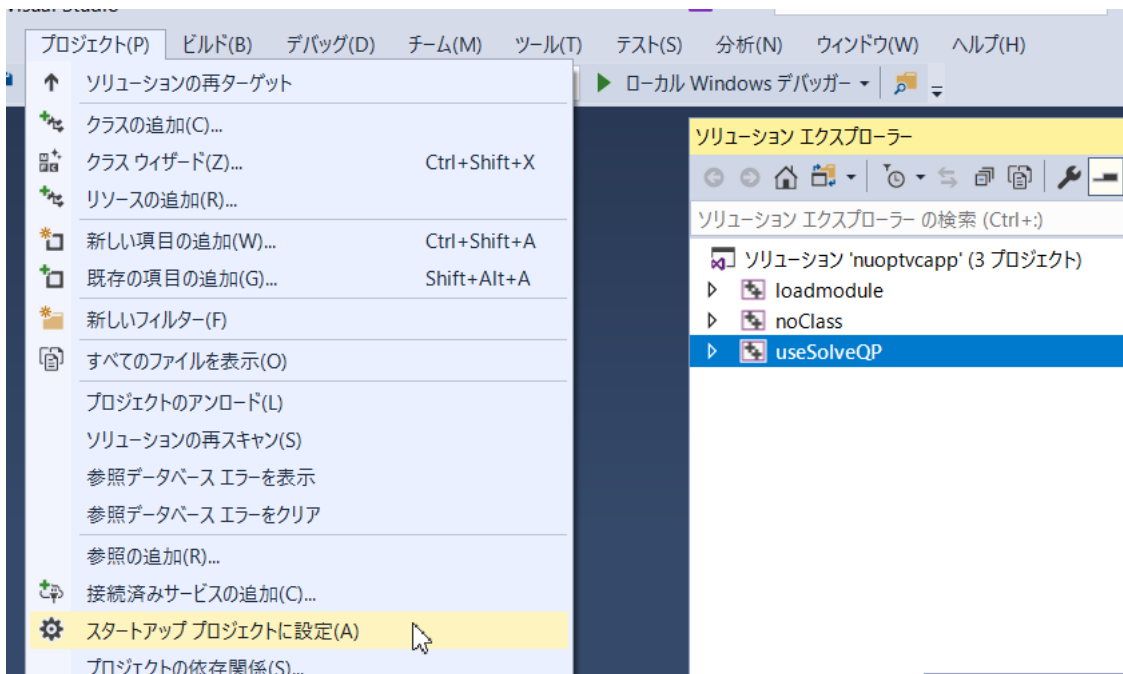 プロジェクト(P) ビルド(B) デバッグ(D) チーム(M) ツール(T) テスト(S) 分析(N) ウィンドウ(W) ヘルプ(H)
ローカル Windows デバッガー
ソリューションの再ターゲット
クラスの追加(C)...
クラス ウィザード(Z)... Ctrl+Shift+X
リソースの追加(R)...
新しい項目の追加(W)... Ctrl+Shift+A
既存の項目の追加(G)... Shift+Alt+A
新しいフィルター(F)
すべてのファイルを表示(O)
プロジェクトのアンロード(L)
ソリューションの再スキャン(S)
参照データベース エラーを表示
参照データベース エラーをクリア
参照の追加(R)...
接続済みサービスの追加(C)...
スタートアップ プロジェクトに設定(A)
プロジェクトの依存関係(S)...
ソリューション エクスプローラー
ソリューション エクスプローラー の検索 (Ctrl+:)
ソリューション 'nuoptvcapp' (3 プロジェクト)
loadmodule
noClass
useSolveQP